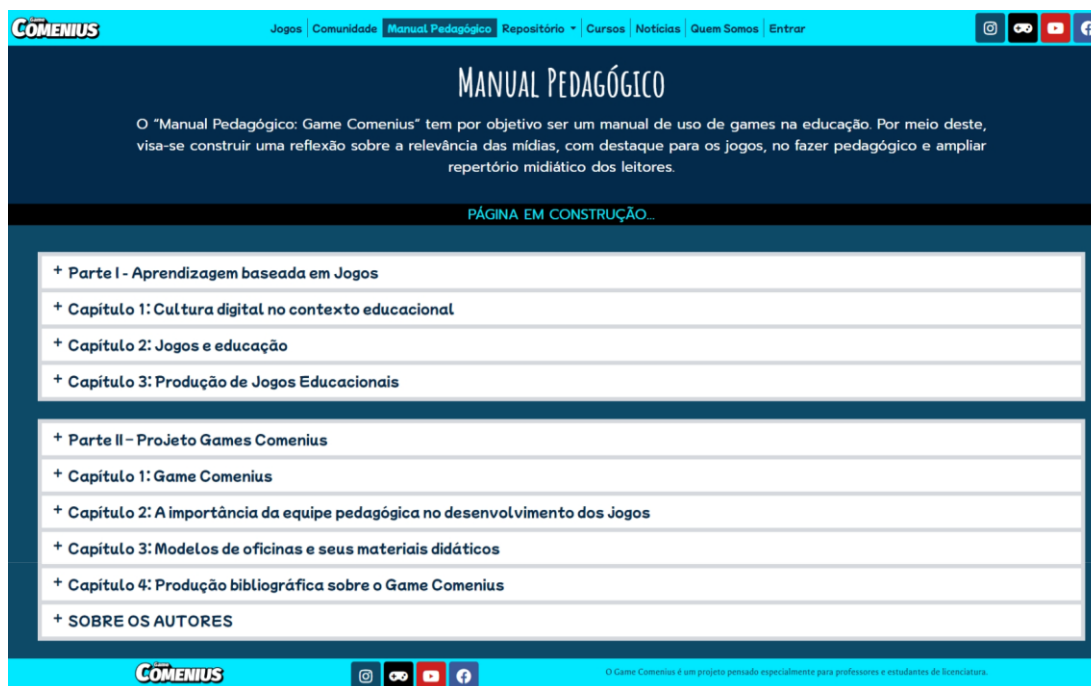 Game
COMENIUS
Jogos Comunidade Manual Pedagógico Repositório Cursos Notícias Quem Somos Entrar
MANUAL PEDAGÓGICO
O “Manual Pedagógico: Game Comenius” tem por objetivo ser um manual de uso de games na educação. Por meio deste,
visa-se construir uma reflexão sobre a relevância das mídias, com destaque para os jogos, no fazer pedagógico e ampliar
repertório midiático dos leitores.
PÁGINA EM CONSTRUÇÃO...
+ Parte I - Aprendizagem baseada em Jogos
+ Capítulo 1: Cultura digital no contexto educacional
+ Capítulo 2: Jogos e educação
+ Capítulo 3: Produção de Jogos Educacionais
+ Parte II – Projeto Games Comenius
+ Capítulo 1: Game Comenius
+ Capítulo 2: A importância da equipe pedagógica no desenvolvimento dos Jogos
+ Capítulo 3: Modelos de oficinas e seus materiais didáticos
+ Capítulo 4: Produção bibliográfica sobre o Game Comenius
+ SOBRE OS AUTORES
Game
COMENIUS
O Game Comenius é um projeto pensado especialmente para professores e estudantes de licenciatura.